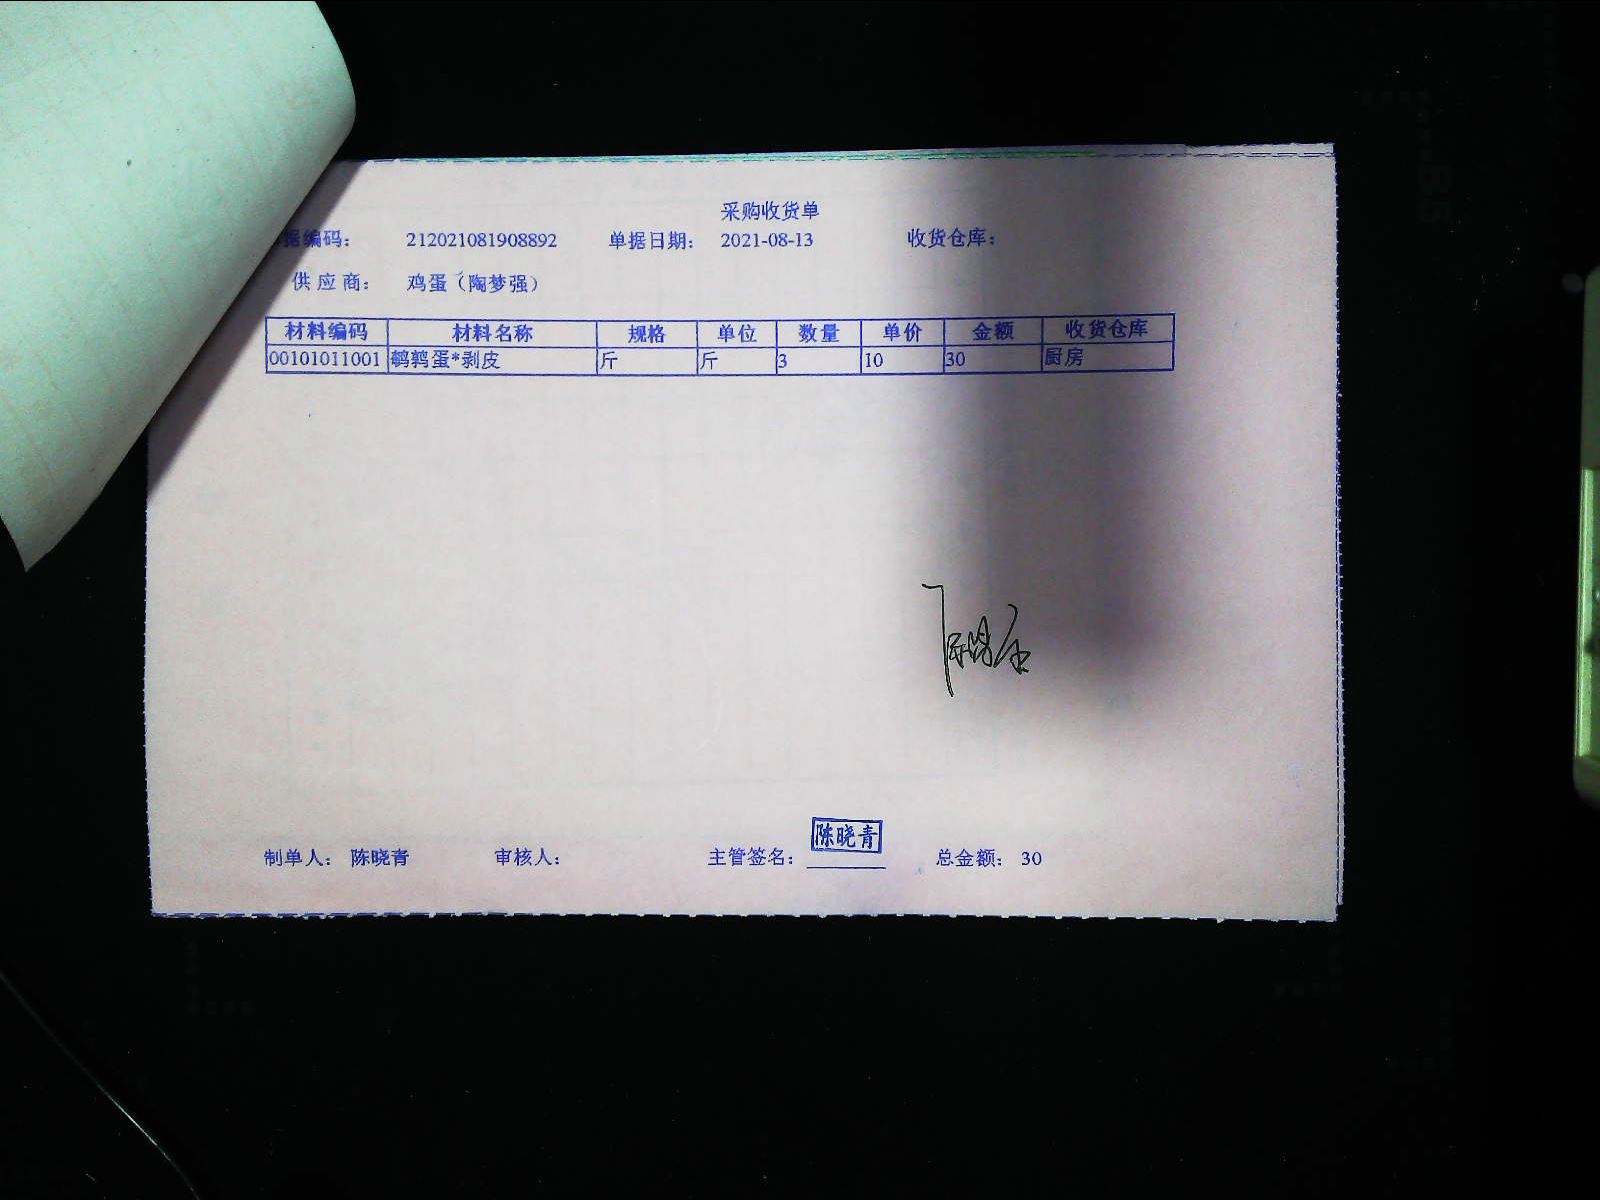 采购收货单
据编码： 212021081908892 单据日期： 2021-08-13 收货仓库：
供应商： 鸡蛋（陶梦强）
材料编码 材料名称 规格 单位 数量 单价 金额 收货仓库
00101011001 鹌鹑蛋*剥皮 斤 斤 3 10 30 厨房
陈晓青
制单人： 陈晓青 审核人： 主管签名： 陈晓青 总金额： 30